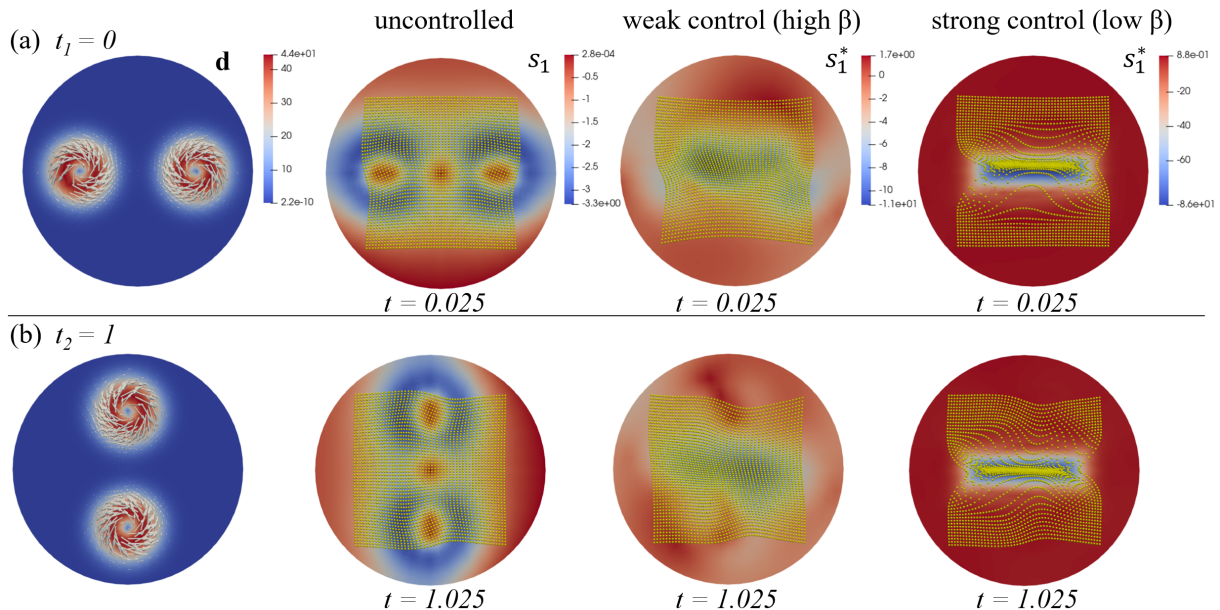 uncontrolled
weak control (high β)
strong control (low β)
(a) t₁ = 0
d
4.4e+01
40
30
20
10
2.2e-10
s₁
2.8e-04
-0.5
-1
-1.5
-2
-2.5
-3
-3.3e+00
s₁*
1.7e+00
0
-2
-4
-6
-8
-10
-1.1e+01
s₁*
8.8e-01
-20
-40
-60
-8.6e+01
t = 0.025
t = 0.025
t = 0.025
(b) t₂ = 1
t = 1.025
t = 1.025
t = 1.025